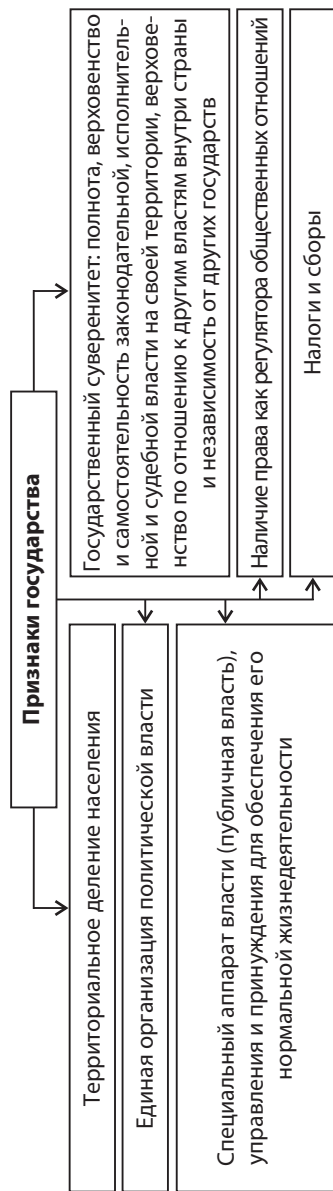 Признаки государства
Территориальное деление населения
Единая организация политической власти
Специальный аппарат власти (публичная власть),
управления и принуждения для обеспечения его
нормальной жизнедеятельности
Государственный суверенитет: полнота, верховенство
и самостоятельность законодательной, исполнитель-
ной и судебной власти на своей территории, верхове-
нство по отношению к другим властям внутри страны
и независимость от других государств
Наличие права как регулятора общественных отношений
Налоги и сборы